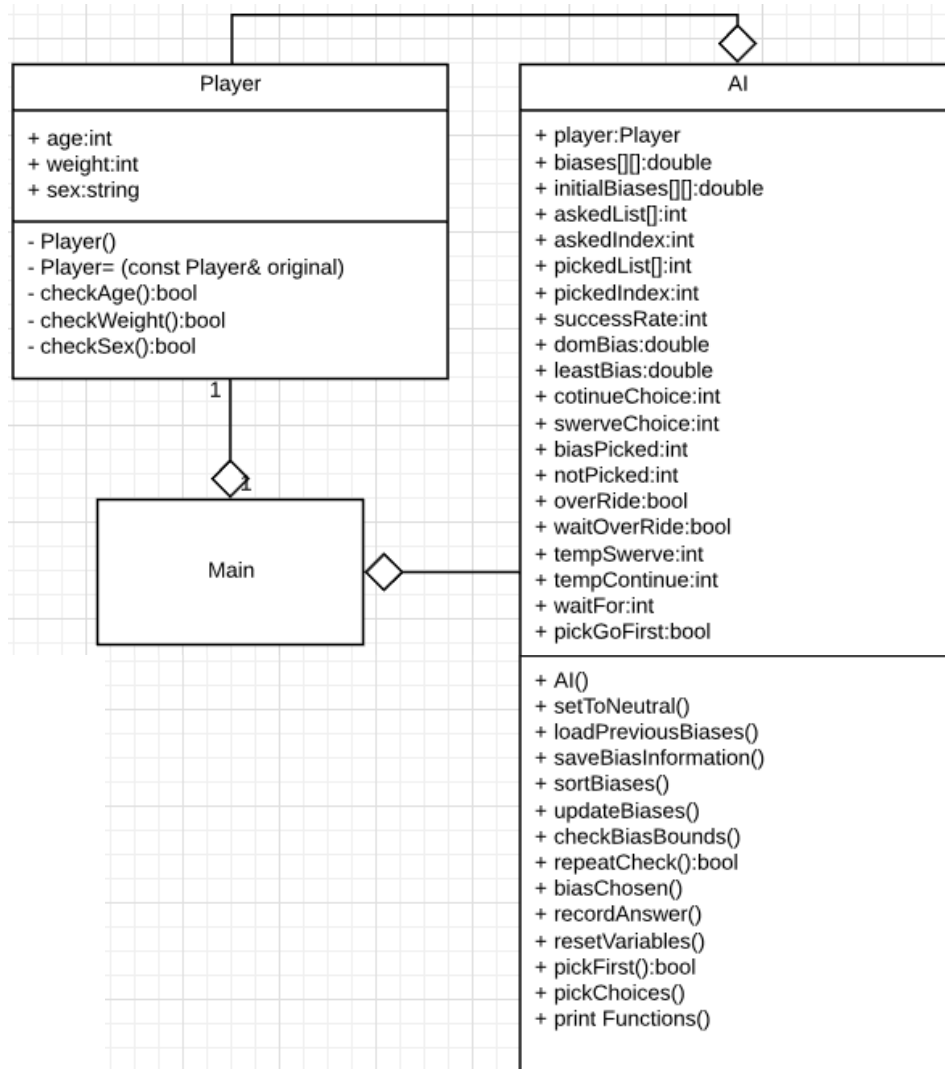 Player
+ age:int
+ weight:int
+ sex:string
- Player()
- Player= (const Player& original)
- checkAge():bool
- checkWeight():bool
- checkSex():bool
1
1
Main
AI
+ player:Player
+ biases[][]:double
+ initialBiases[][]:double
+ askedList[]:int
+ askedIndex:int
+ pickedList[]:int
+ pickedIndex:int
+ successRate:int
+ domBias:double
+ leastBias:double
+ cotinueChoice:int
+ swerveChoice:int
+ biasPicked:int
+ notPicked:int
+ overRide:bool
+ waitOverRide:bool
+ tempSwerve:int
+ tempContinue:int
+ waitFor:int
+ pickGoFirst:bool
+ AI()
+ setToNeutral()
+ loadPreviousBiases()
+ saveBiasInformation()
+ sortBiases()
+ updateBiases()
+ checkBiasBounds()
+ repeatCheck():bool
+ biasChosen()
+ recordAnswer()
+ resetVariables()
+ pickFirst():bool
+ pickChoices()
+ print Functions()